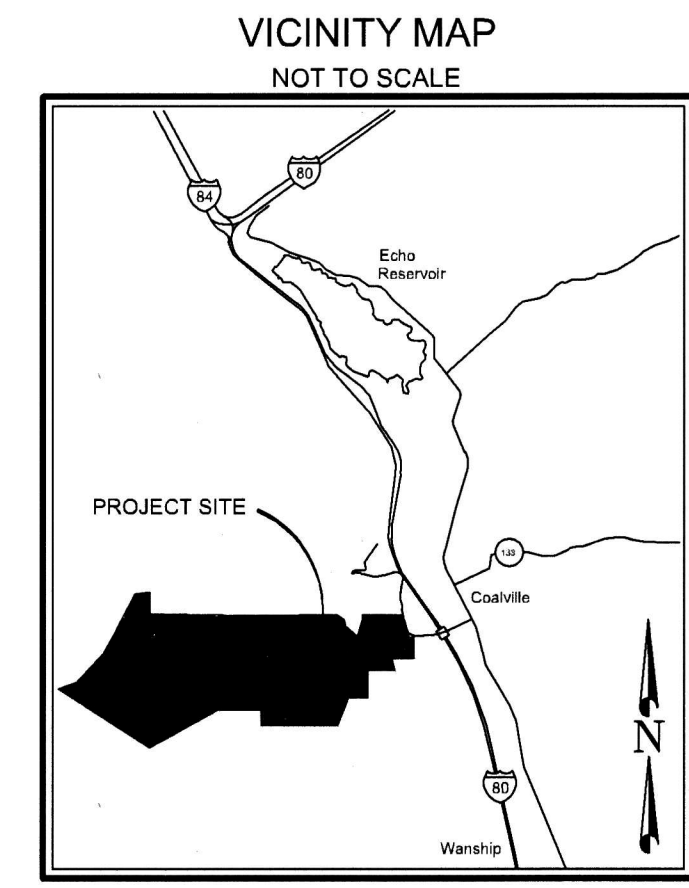 VICINITY MAP
NOT TO SCALE
80
84
Echo
Reservoir
PROJECT SITE
133
Coalville
N
80
Wanship